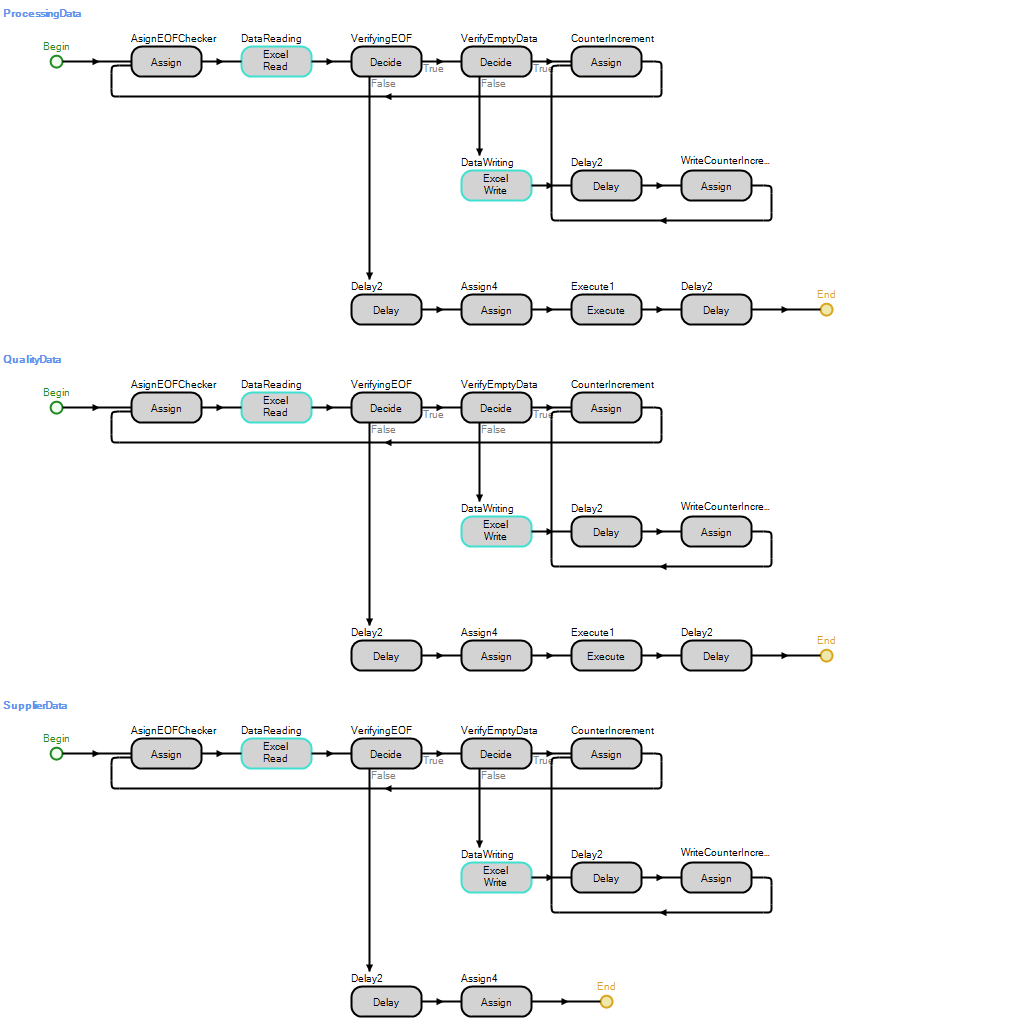 ProcessingData
Begin
AsignEOFChecker
DataReading
VerifyingEOF
VerifyEmptyData
CounterIncrement
Assign
Excel
Read
Decide
Decide
Assign
True
True
False
False
DataWriting
Delay2
WriteCounterIncre...
Excel
Write
Delay
Assign
Delay2
Assign4
Execute1
Delay2
End
Delay
Assign
Execute
Delay
QualityData
Begin
AsignEOFChecker
DataReading
VerifyingEOF
VerifyEmptyData
CounterIncrement
Assign
Excel
Read
Decide
Decide
Assign
True
True
False
False
DataWriting
Delay2
WriteCounterIncre...
Excel
Write
Delay
Assign
Delay2
Assign4
Execute1
Delay2
End
Delay
Assign
Execute
Delay
SupplierData
Begin
AsignEOFChecker
DataReading
VerifyingEOF
VerifyEmptyData
CounterIncrement
Assign
Excel
Read
Decide
Decide
Assign
True
True
False
False
DataWriting
Delay2
WriteCounterIncre...
Excel
Write
Delay
Assign
Delay2
Assign4
End
Delay
Assign